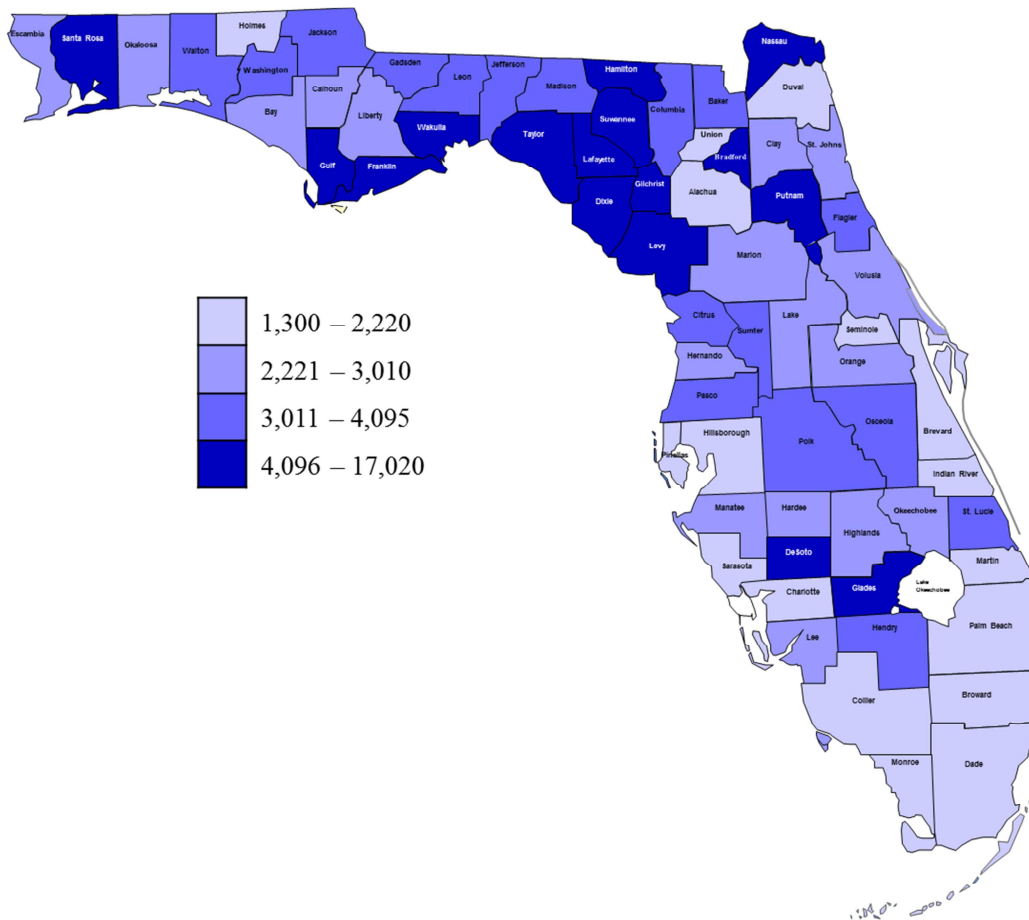 Holmes
Jackson
Escambia
Santa Rosa
Okaloosa
Walton
Washington
Gadsden
Leon
Jefferson
Madison
Hamilton
Nassau
Calhoun
Liberty
Bay
Wakulla
Taylor
Suwannee
Columbia
Baker
Duval
Union
Bradford
Clay
St. Johns
Gulf
Franklin
Lafayette
Gilchrist
Alachua
Putnam
Dixie
Flagler
Levy
Marion
Volusia
Citrus
Sumter
Lake
Seminole
Hernando
Orange
Pasco
Osceola
Hillsborough
Polk
Brevard
Pinellas
Indian River
Manatee
Hardee
Highlands
Okeechobee
St. Lucie
DeSoto
Sarasota
Martin
Charlotte
Glades
Lake
Okeechobee
Lee
Hendry
Palm Beach
Collier
Broward
Monroe
Dade
1,300 – 2,220
2,221 – 3,010
3,011 – 4,095
4,096 – 17,020